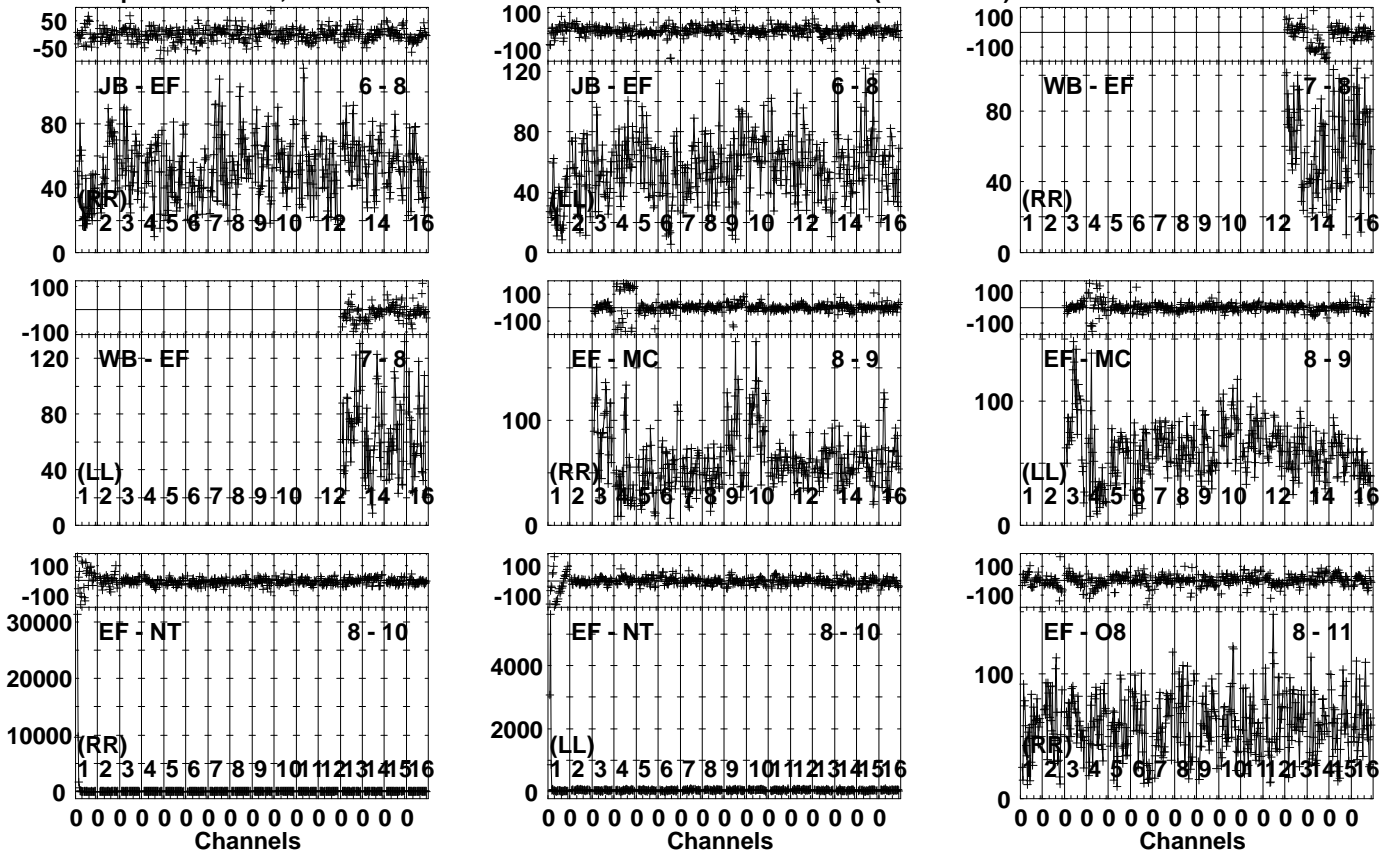 50
-50
JB - EF 6 - 8
80
40
(RR)
1 2 3 4 5 6 7 8 9 10 12 14 16
0
100
-100
120
JB - EF 6 - 8
80
40
(LL)
1 2 3 4 5 6 7 8 9 10 12 14 16
0
100
-100
WB - EF 7 - 8
80
40
(RR)
1 2 3 4 5 6 7 8 9 10 12 14 16
0
100
-100
120
WB - EF 7 - 8
80
40
(LL)
1 2 3 4 5 6 7 8 9 10 12 14 16
0
100
-100
EF - MC 8 - 9
100
(RR)
1 2 3 4 5 6 7 8 9 10 12 14 16
0
100
-100
EF - MC 8 - 9
100
(LL)
1 2 3 4 5 6 7 8 9 10 12 14 16
0
100
-100
30000
EF - NT 8 - 10
20000
10000
(RR)
1 2 3 4 5 6 7 8 9 10 11 12 13 14 15 16
0
0 0 0 0 0 0 0 0 0 0 0 0 0 0 0 0
Channels
100
-100
EF - NT 8 - 10
4000
2000
(LL)
1 2 3 4 5 6 7 8 9 10 11 12 13 14 15 16
0
0 0 0 0 0 0 0 0 0 0 0 0 0 0 0 0
Channels
100
-100
EF - O8 8 - 11
100
(RR)
1 2 3 4 5 6 7 8 9 10 11 12 13 14 15 16
0
0 0 0 0 0 0 0 0 0 0 0 0 0 0 0 0
Channels